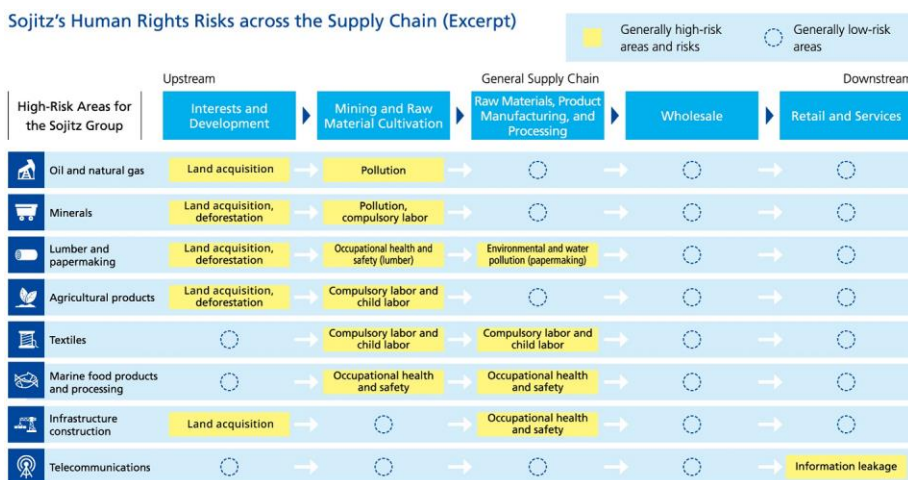 Sojitz's Human Rights Risks across the Supply Chain (Excerpt)
Generally high-risk
areas and risks
Generally low-risk
areas
Upstream
General Supply Chain
Downstream
High-Risk Areas for
the Sojitz Group
Interests and
Development
Mining and Raw
Material Cultivation
Raw Materials, Product
Manufacturing, and
Processing
Wholesale
Retail and Services
Oil and natural gas
Land acquisition
Pollution
Minerals
Land acquisition,
deforestation
Pollution,
compulsory labor
Lumber and
papermaking
Land acquisition,
deforestation
Occupational health and
safety (lumber)
Environmental and water
pollution (papermaking)
Agricultural products
Land acquisition,
deforestation
Compulsory labor and
child labor
Textiles
Compulsory labor and
child labor
Compulsory labor and
child labor
Marine food products
and processing
Occupational health
and safety
Occupational health
and safety
Infrastructure
construction
Land acquisition
Occupational health
and safety
Telecommunications
Information leakage